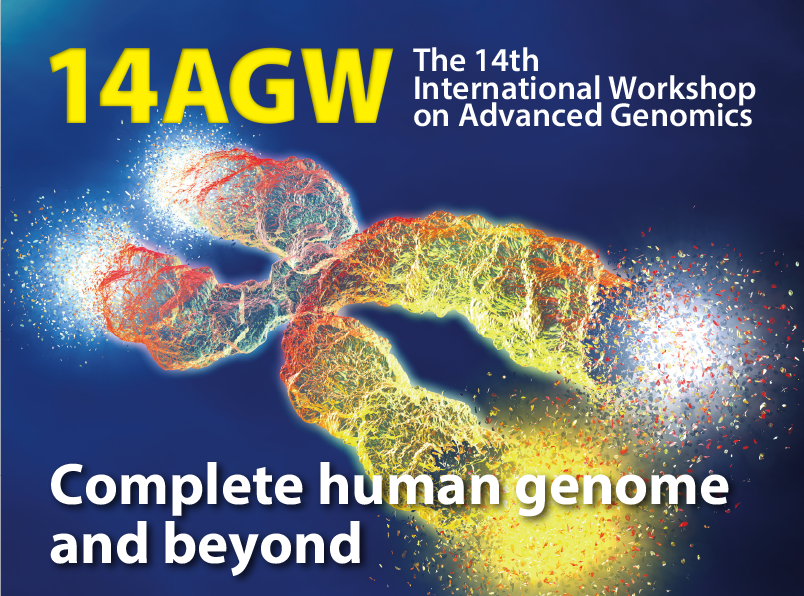 14AGW
The 14th
International Workshop
on Advanced Genomics
Complete human genome
and beyond